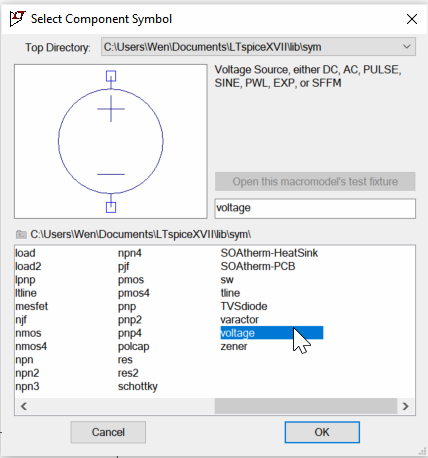 Select Component Symbol
Top Directory: C:\Users\Wen\Documents\LTspiceXVII\lib\sym
Voltage Source, either DC, AC, PULSE,
SINE, PWL, EXP, or SFFM
Open this macromodel's test fixture
voltage
C:\Users\Wen\Documents\LTspiceXVII\lib\sym\
load npn4 SOAtherm-HeatSink
load2 pjf SOAtherm-PCB
lpnp pmos sw
ltline pmos4 tline
mesfet pnp TVSdiode
njf pnp2 varactor
nmos pnp4 voltage
nmos4 polcap zener
npn res
npn2 res2
npn3 schottky
Cancel OK